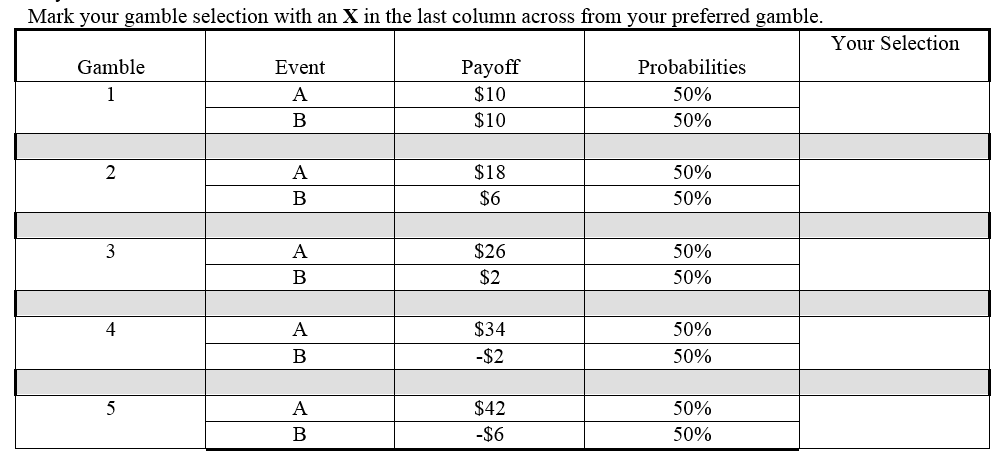 Mark your gamble selection with an X in the last column across from your preferred gamble.
Gamble Event Payoff Probabilities Your Selection
1 A $10 50%
B $10 50%
2 A $18 50%
B $6 50%
3 A $26 50%
B $2 50%
4 A $34 50%
B -$2 50%
5 A $42 50%
B -$6 50%